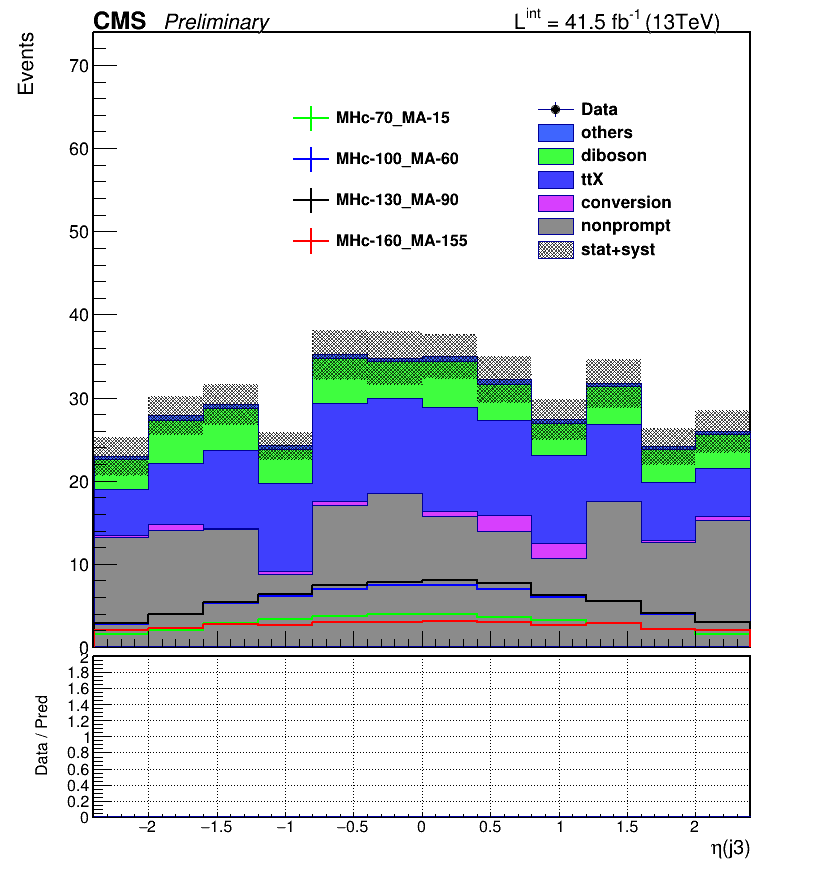 CMS Preliminary L^int = 41.5 fb^-1 (13TeV)
Events
70
60
50
40
30
20
10
0
MHc-70_MA-15
MHc-100_MA-60
MHc-130_MA-90
MHc-160_MA-155
Data
others
diboson
ttX
conversion
nonprompt
stat+syst
Data / Pred
2
1.8
1.6
1.4
1.2
1
0.8
0.6
0.4
0.2
0
−2 −1.5 −1 −0.5 0 0.5 1 1.5 2
η(j3)